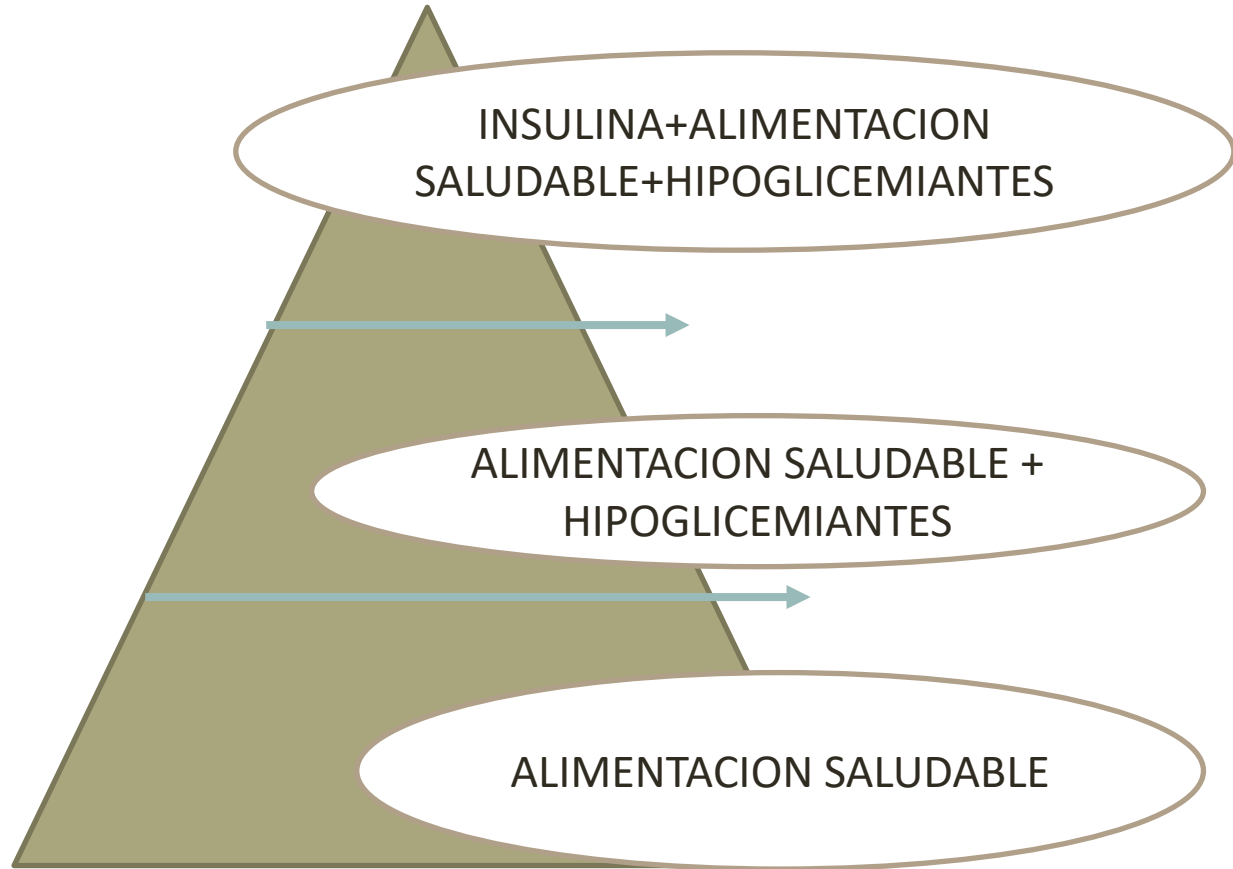 INSULINA+ALIMENTACION
SALUDABLE+HIPOGLICEMIANTES
ALIMENTACION SALUDABLE +
HIPOGLICEMIANTES
ALIMENTACION SALUDABLE